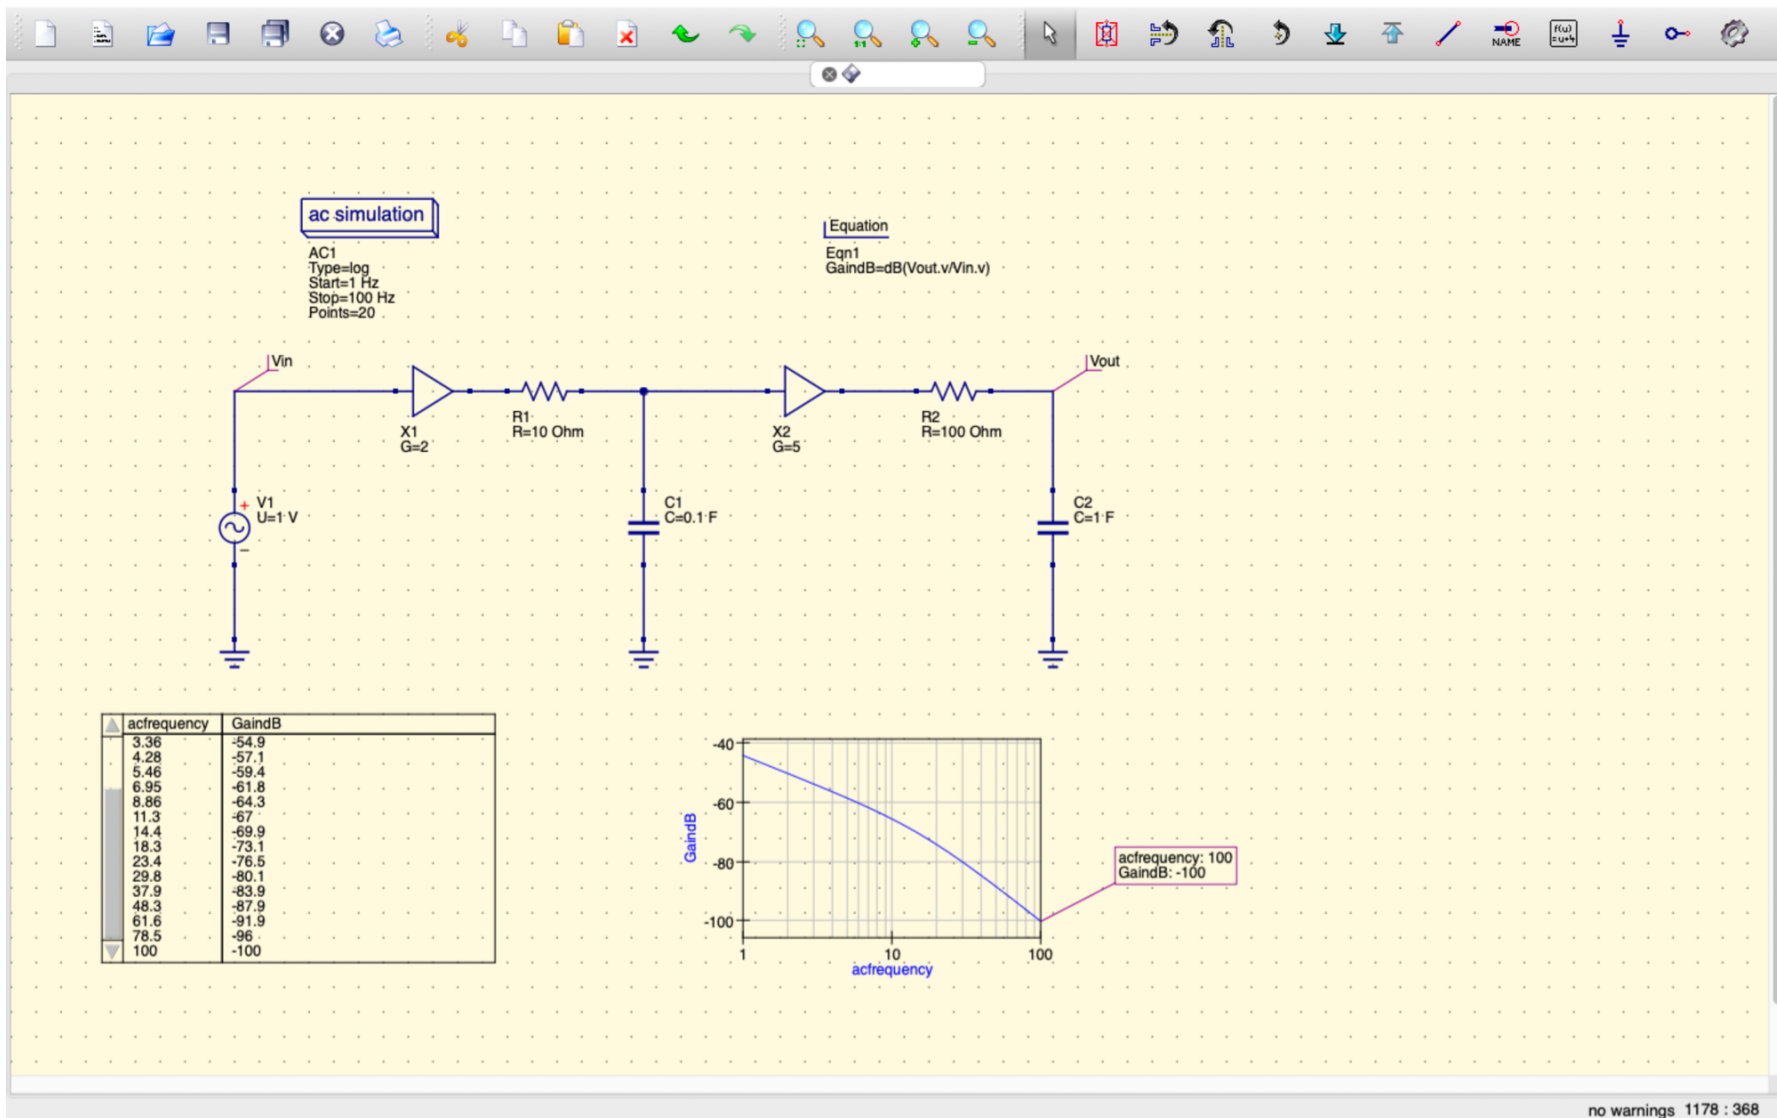 1:1
NAME
f(u)
=u+4
ac simulation
AC1
Type=log
Start=1 Hz
Stop=100 Hz
Points=20
Equation
Eqn1
GaindB=dB(Vout.v/Vin.v)
Vin
Vout
X1
G=2
R1
R=10 Ohm
X2
G=5
R2
R=100 Ohm
+
V1
U=1 V
−
C1
C=0.1 F
C2
C=1 F
acfrequency GaindB
3.36 -54.9
4.28 -57.1
5.46 -59.4
6.95 -61.8
8.86 -64.3
11.3 -67
14.4 -69.9
18.3 -73.1
23.4 -76.5
29.8 -80.1
37.9 -83.9
48.3 -87.9
61.6 -91.9
78.5 -96
100 -100
GaindB
-40
-60
-80
-100
1 10 100
acfrequency
acfrequency: 100
GaindB: -100
no warnings 1178 : 368